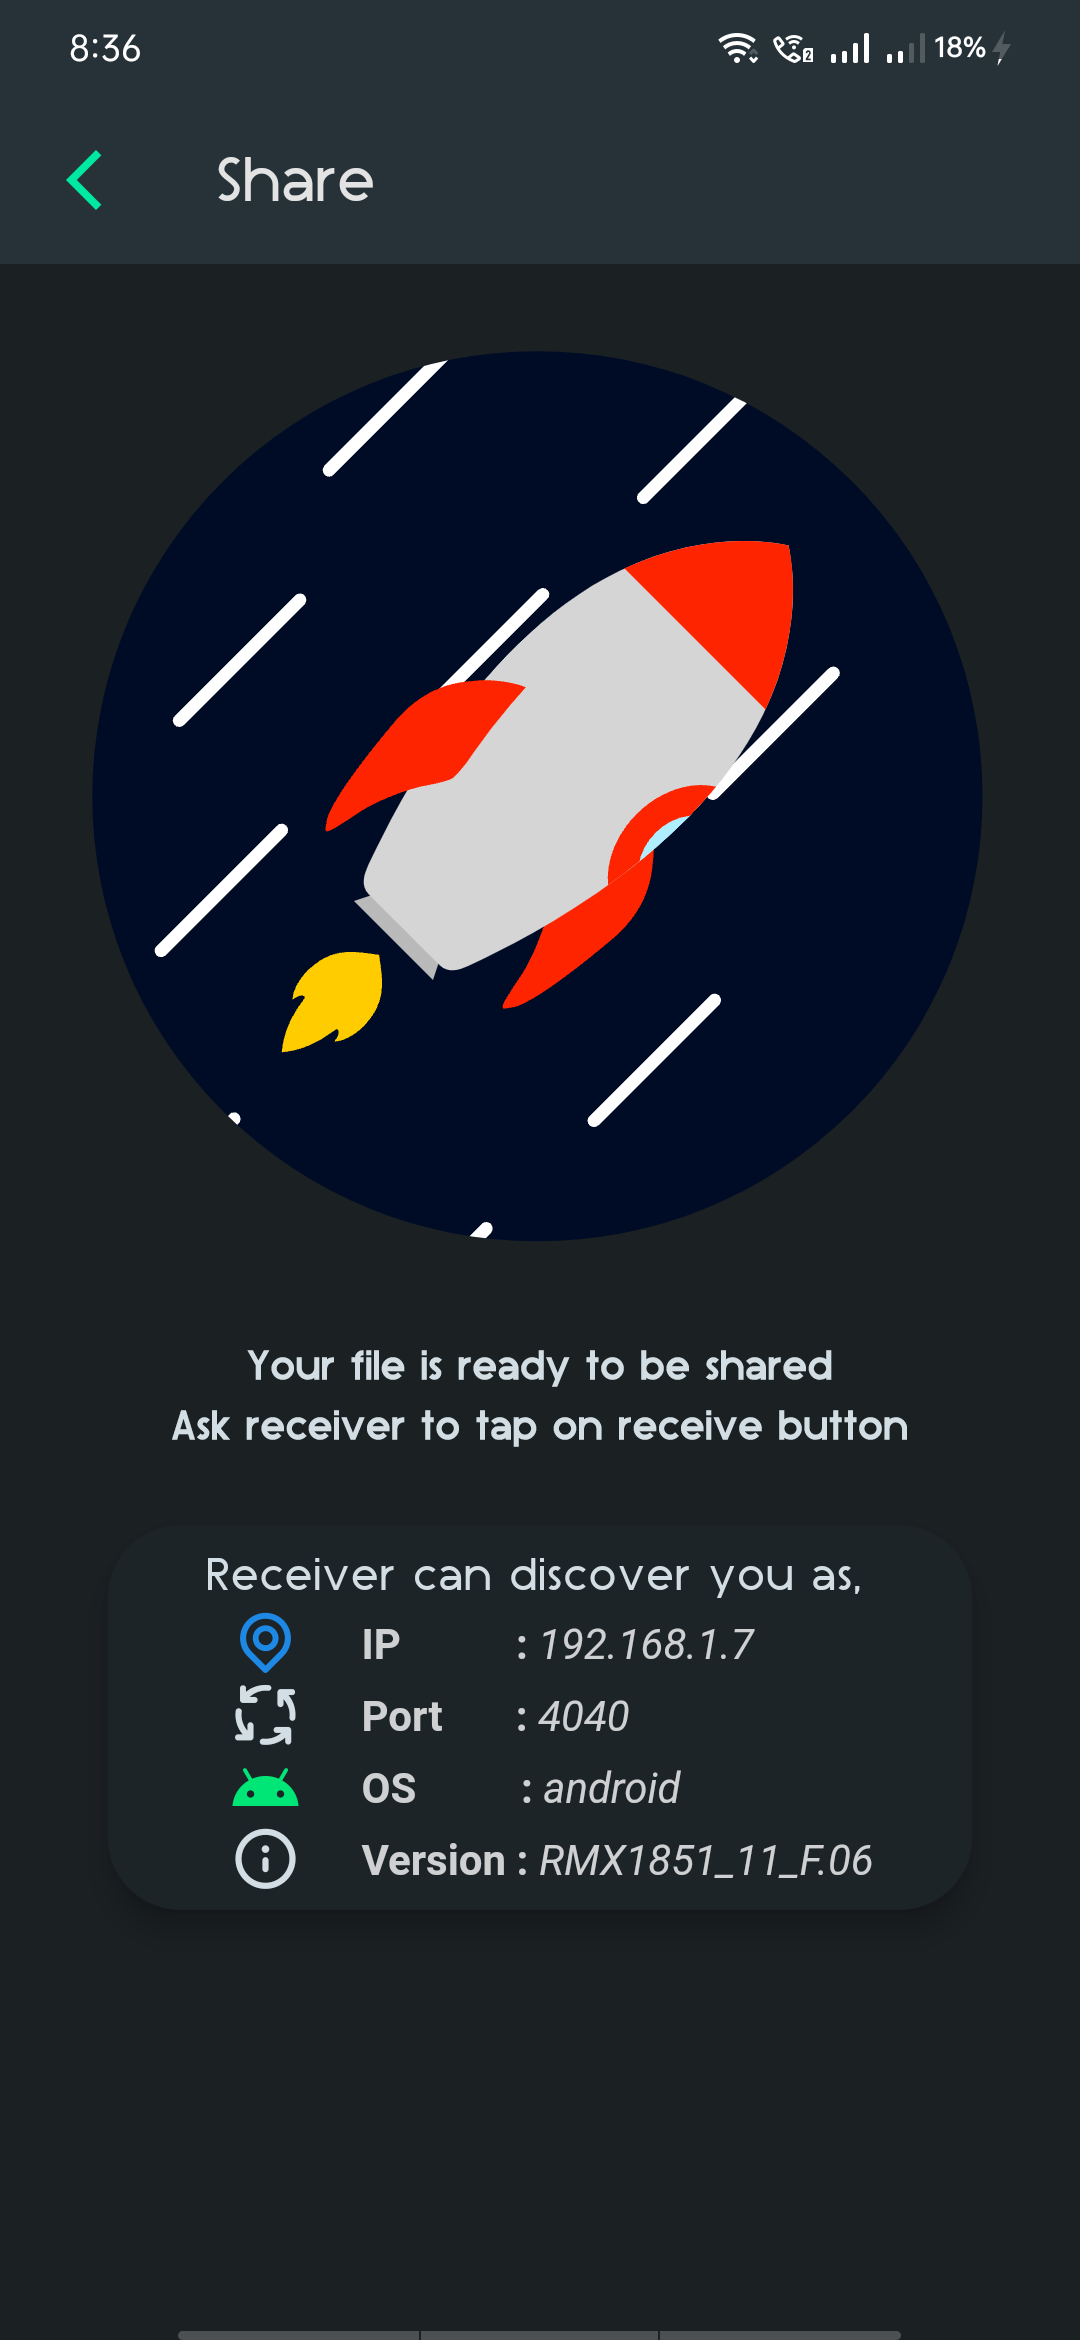 8:36
2
18%
Share
Your file is ready to be shared
Ask receiver to tap on receive button
Receiver can discover you as,
IP : 192.168.1.7
Port : 4040
OS : android
Version : RMX1851_11_F.06